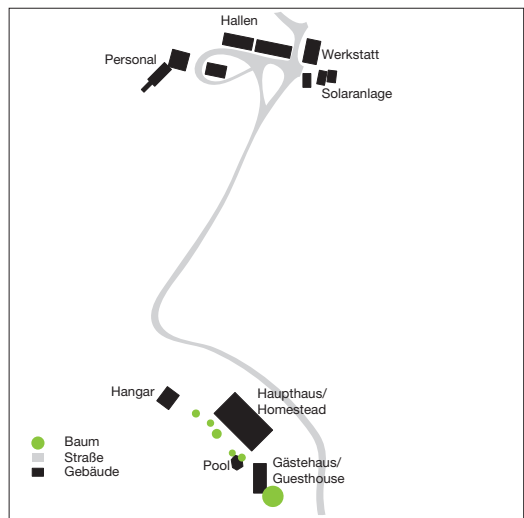 Hallen
Personal
Werkstatt
Solaranlage
Hangar
Haupthaus/
Homestead
Baum
Straße
Gebäude
Pool
Gästehaus/
Guesthouse